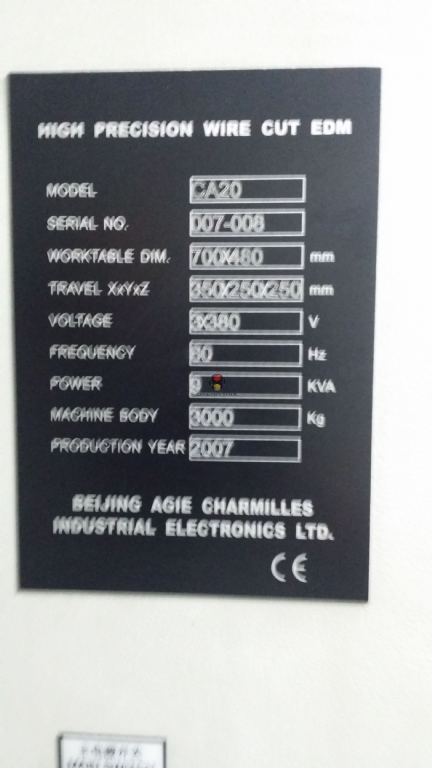 HIGH PRECISION WIRE CUT EDM
MODEL CA20
SERIAL NO. 007-008
WORKTABLE DIM. 700X480 mm
TRAVEL XxYxZ 350X250X250 mm
VOLTAGE 3X380 V
FREQUENCY 50 Hz
POWER 9 KVA
MACHINE BODY 3000 Kg
PRODUCTION YEAR 2007
BEIJING AGIE CHARMILLES
INDUSTRIAL ELECTRONICS LTD.
CE